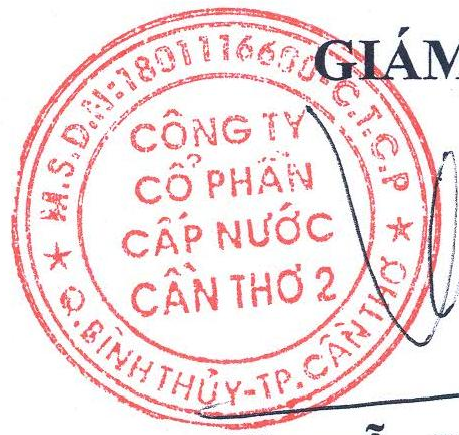 GIÁM
M.S.D.N:1801116600-C.T.C.P
CÔNG TY
CỔ PHẦN
CẤP NƯỚC
CẦN THƠ 2
Q.BÌNH THỦY-TP.CẦN THƠ